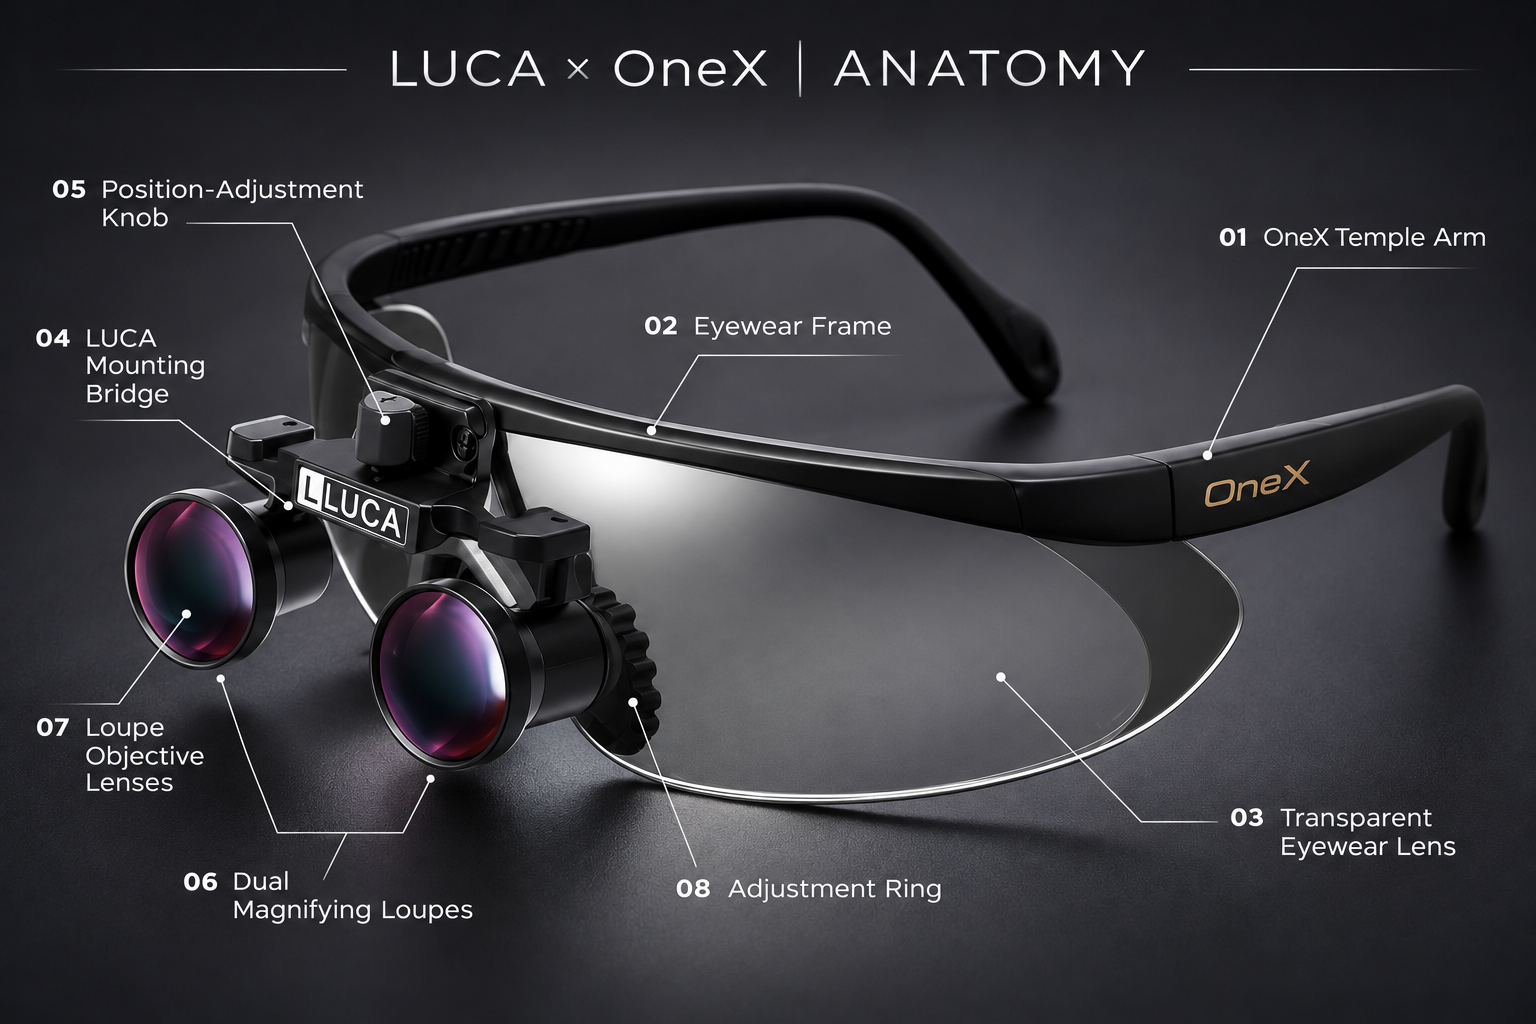 LUCA × OneX | ANATOMY
05 Position-Adjustment
Knob
01 OneX Temple Arm
04 LUCA
Mounting
Bridge
02 Eyewear Frame
OneX
L LUCA
07 Loupe
Objective
Lenses
03 Transparent
Eyewear Lens
06 Dual
Magnifying Loupes
08 Adjustment Ring